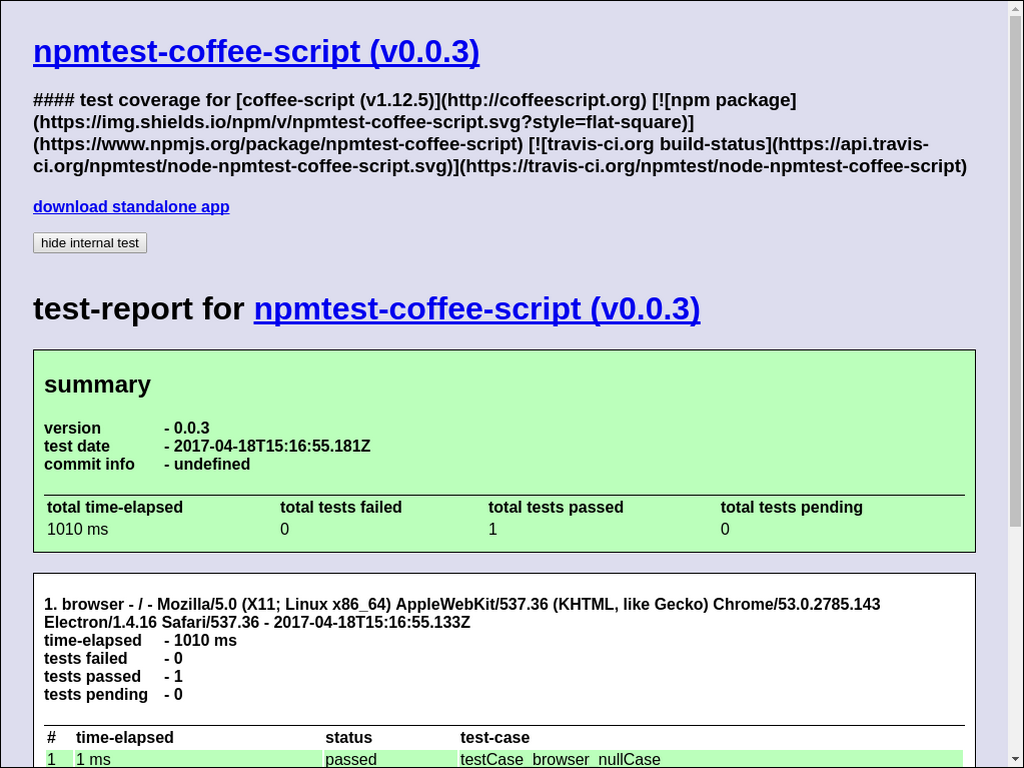 npmtest-coffee-script (v0.0.3)
#### test coverage for [coffee-script (v1.12.5)](http://coffeescript.org) [![npm package]
(https://img.shields.io/npm/v/npmtest-coffee-script.svg?style=flat-square)]
(https://www.npmjs.org/package/npmtest-coffee-script) [![travis-ci.org build-status](https://api.travis-
ci.org/npmtest/node-npmtest-coffee-script.svg)](https://travis-ci.org/npmtest/node-npmtest-coffee-script)
download standalone app
hide internal test
test-report for npmtest-coffee-script (v0.0.3)
summary
version - 0.0.3
test date - 2017-04-18T15:16:55.181Z
commit info - undefined
total time-elapsed total tests failed total tests passed total tests pending
1010 ms 0 1 0
1. browser - / - Mozilla/5.0 (X11; Linux x86_64) AppleWebKit/537.36 (KHTML, like Gecko) Chrome/53.0.2785.143
Electron/1.4.16 Safari/537.36 - 2017-04-18T15:16:55.133Z
time-elapsed - 1010 ms
tests failed - 0
tests passed - 1
tests pending - 0
# time-elapsed status test-case
1 1 ms passed testCase_browser_nullCase